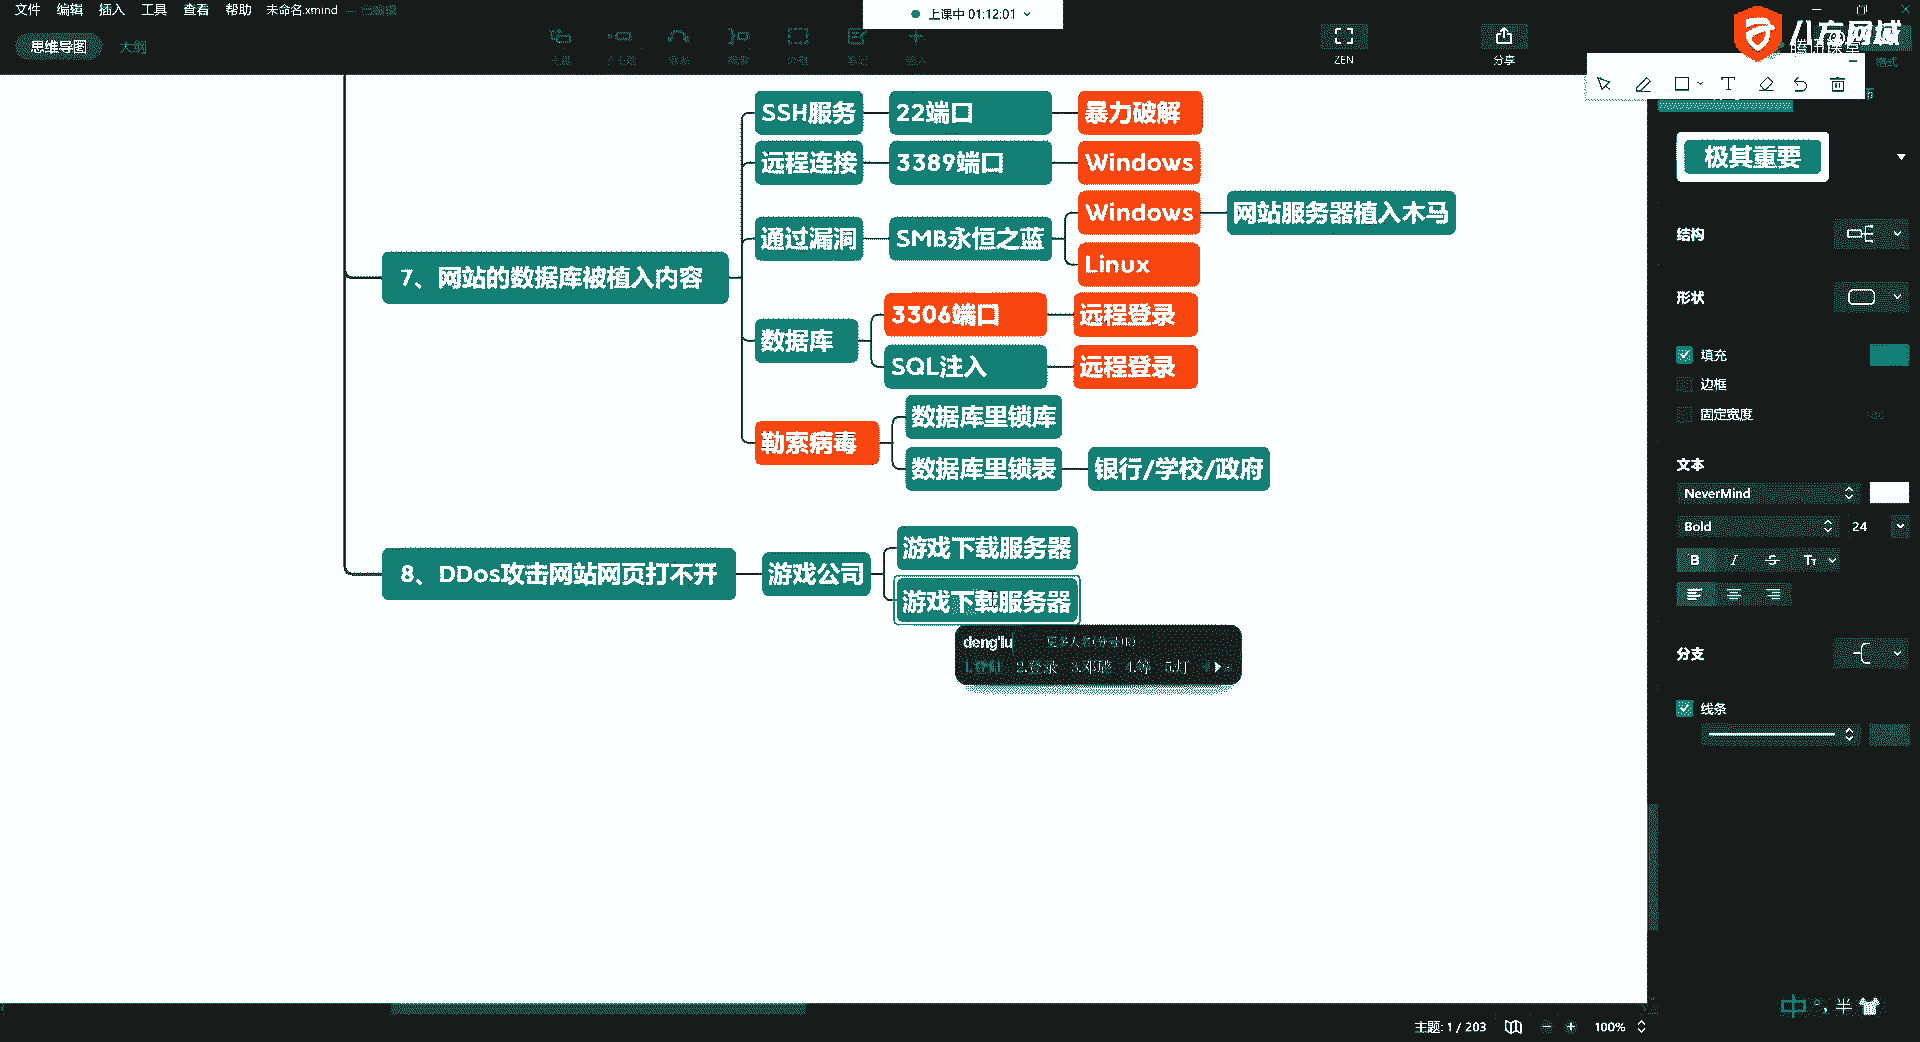 文件 编辑 插入 工具 查看 帮助 未命名.xmind
上课中 01:12:01
八方网域
腾讯课堂
思维导图 大纲
ZEN
分享
格式
SSH服务 22端口 暴力破解
远程连接 3389端口 Windows
通过漏洞 SMB永恒之蓝 Windows 网站服务器植入木马
Linux
7、网站的数据库被植入内容
数据库 3306端口 远程登录
SQL注入 远程登录
勒索病毒 数据库里锁库
数据库里锁表 银行/学校/政府
8、DDos攻击网站网页打不开 游戏公司 游戏下载服务器
游戏下载服务器
deng'lu
2.登录 4.等 5.灯
极其重要
结构
形状
填充
边框
固定宽度
文本
NeverMind
Bold 24
B I S Tт
分支
线条
中 半
主题: 1 / 203 100%